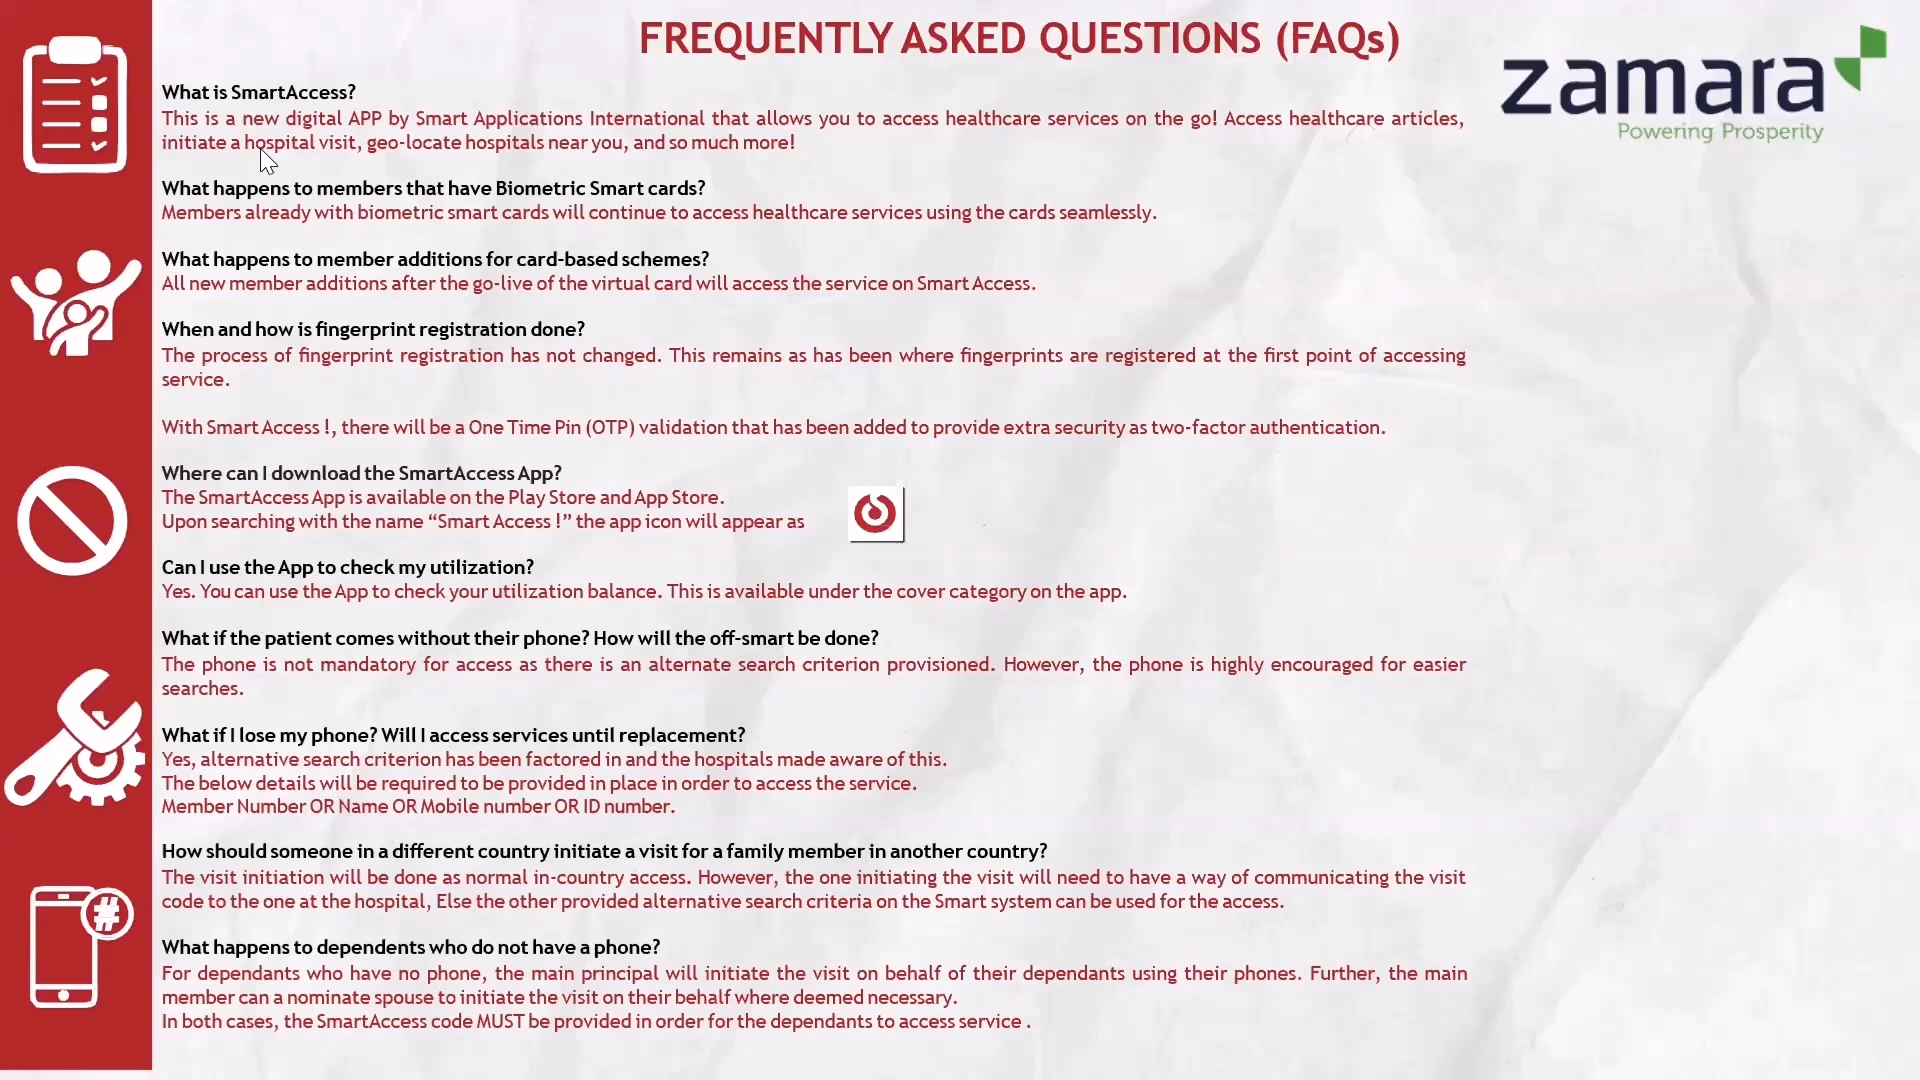 FREQUENTLY ASKED QUESTIONS (FAQs)
zamara
Powering Prosperity
What is SmartAccess?
This is a new digital APP by Smart Applications International that allows you to access healthcare services on the go! Access healthcare articles,
initiate a hospital visit, geo-locate hospitals near you, and so much more!
What happens to members that have Biometric Smart cards?
Members already with biometric smart cards will continue to access healthcare services using the cards seamlessly.
What happens to member additions for card-based schemes?
All new member additions after the go-live of the virtual card will access the service on Smart Access.
When and how is fingerprint registration done?
The process of fingerprint registration has not changed. This remains as has been where fingerprints are registered at the first point of accessing
service.
With Smart Access !, there will be a One Time Pin (OTP) validation that has been added to provide extra security as two-factor authentication.
Where can I download the SmartAccess App?
The SmartAccess App is available on the Play Store and App Store.
Upon searching with the name “Smart Access !” the app icon will appear as
Can I use the App to check my utilization?
Yes. You can use the App to check your utilization balance. This is available under the cover category on the app.
What if the patient comes without their phone? How will the off-smart be done?
The phone is not mandatory for access as there is an alternate search criterion provisioned. However, the phone is highly encouraged for easier
searches.
What if I lose my phone? Will I access services until replacement?
Yes, alternative search criterion has been factored in and the hospitals made aware of this.
The below details will be required to be provided in place in order to access the service.
Member Number OR Name OR Mobile number OR ID number.
How should someone in a different country initiate a visit for a family member in another country?
The visit initiation will be done as normal in-country access. However, the one initiating the visit will need to have a way of communicating the visit
code to the one at the hospital, Else the other provided alternative search criteria on the Smart system can be used for the access.
What happens to dependents who do not have a phone?
For dependants who have no phone, the main principal will initiate the visit on behalf of their dependants using their phones. Further, the main
member can a nominate spouse to initiate the visit on their behalf where deemed necessary.
In both cases, the SmartAccess code MUST be provided in order for the dependants to access service .
#